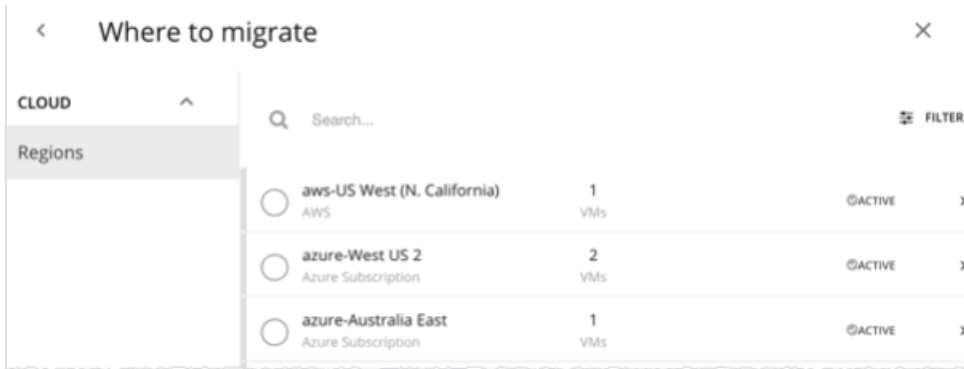 Where to migrate
CLOUD
Regions
Search...
FILTER
aws-US West (N. California)
AWS
1
VMs
ACTIVE
azure-West US 2
Azure Subscription
2
VMs
ACTIVE
azure-Australia East
Azure Subscription
1
VMs
ACTIVE